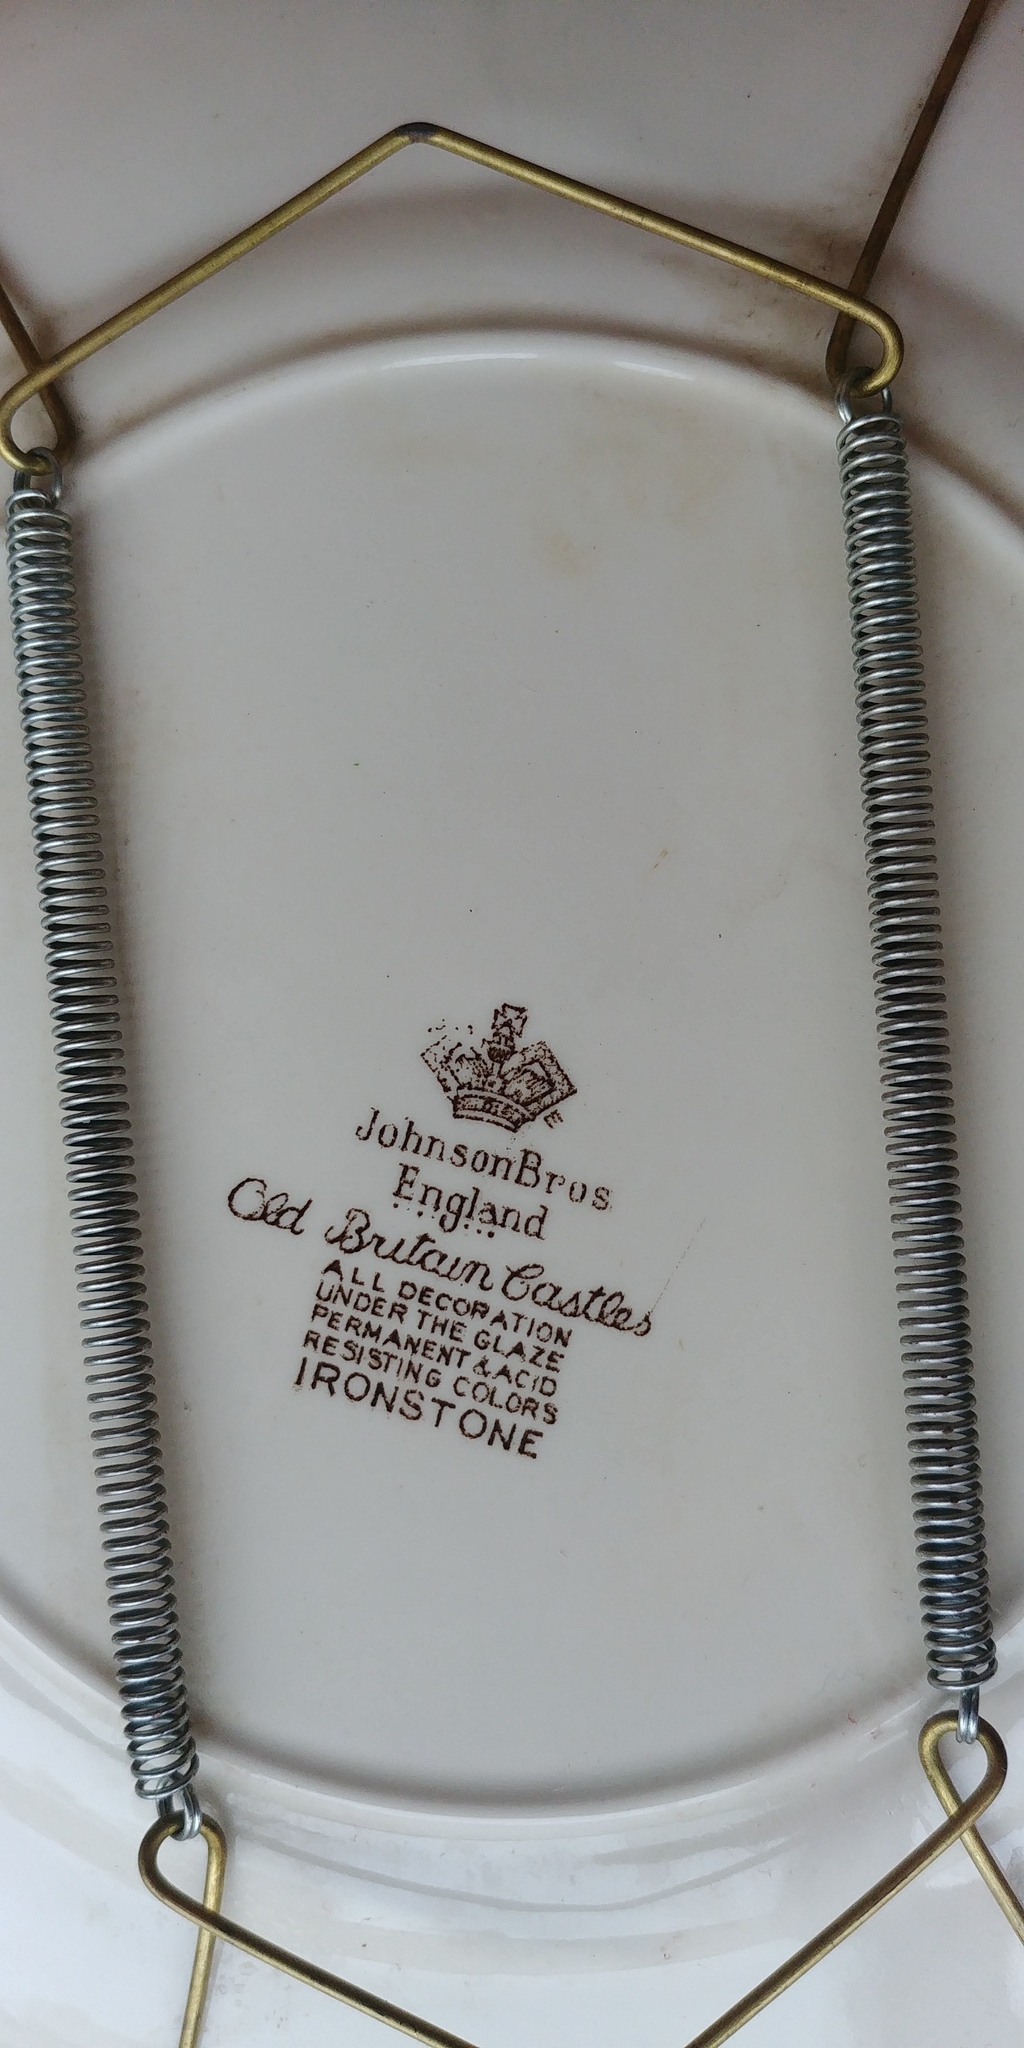 Johnson Bros
England
Old Britain Castles
ALL DECORATION
UNDER THE GLAZE
PERMANENT & ACID
RESISTING COLORS
IRONSTONE